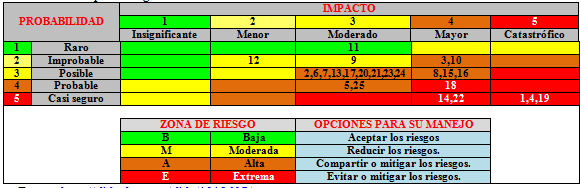 PROBABILIDAD IMPACTO
1 2 3 4 5
Insignificante Menor Moderado Mayor Catastrófico
1 Raro 11
2 Improbable 12 9 3,10
3 Posible 2,6,7,13,17,20,21,23,24 8,15,16
4 Probable 5,25 18
5 Casi seguro 14,22 1,4,19
ZONA DE RIESGO OPCIONES PARA SU MANEJO
B Baja Aceptar los riesgos
M Moderada Reducir los riesgos.
A Alta Compartir o mitigar los riesgos.
E Extrema Evitar o mitigar los riesgos.